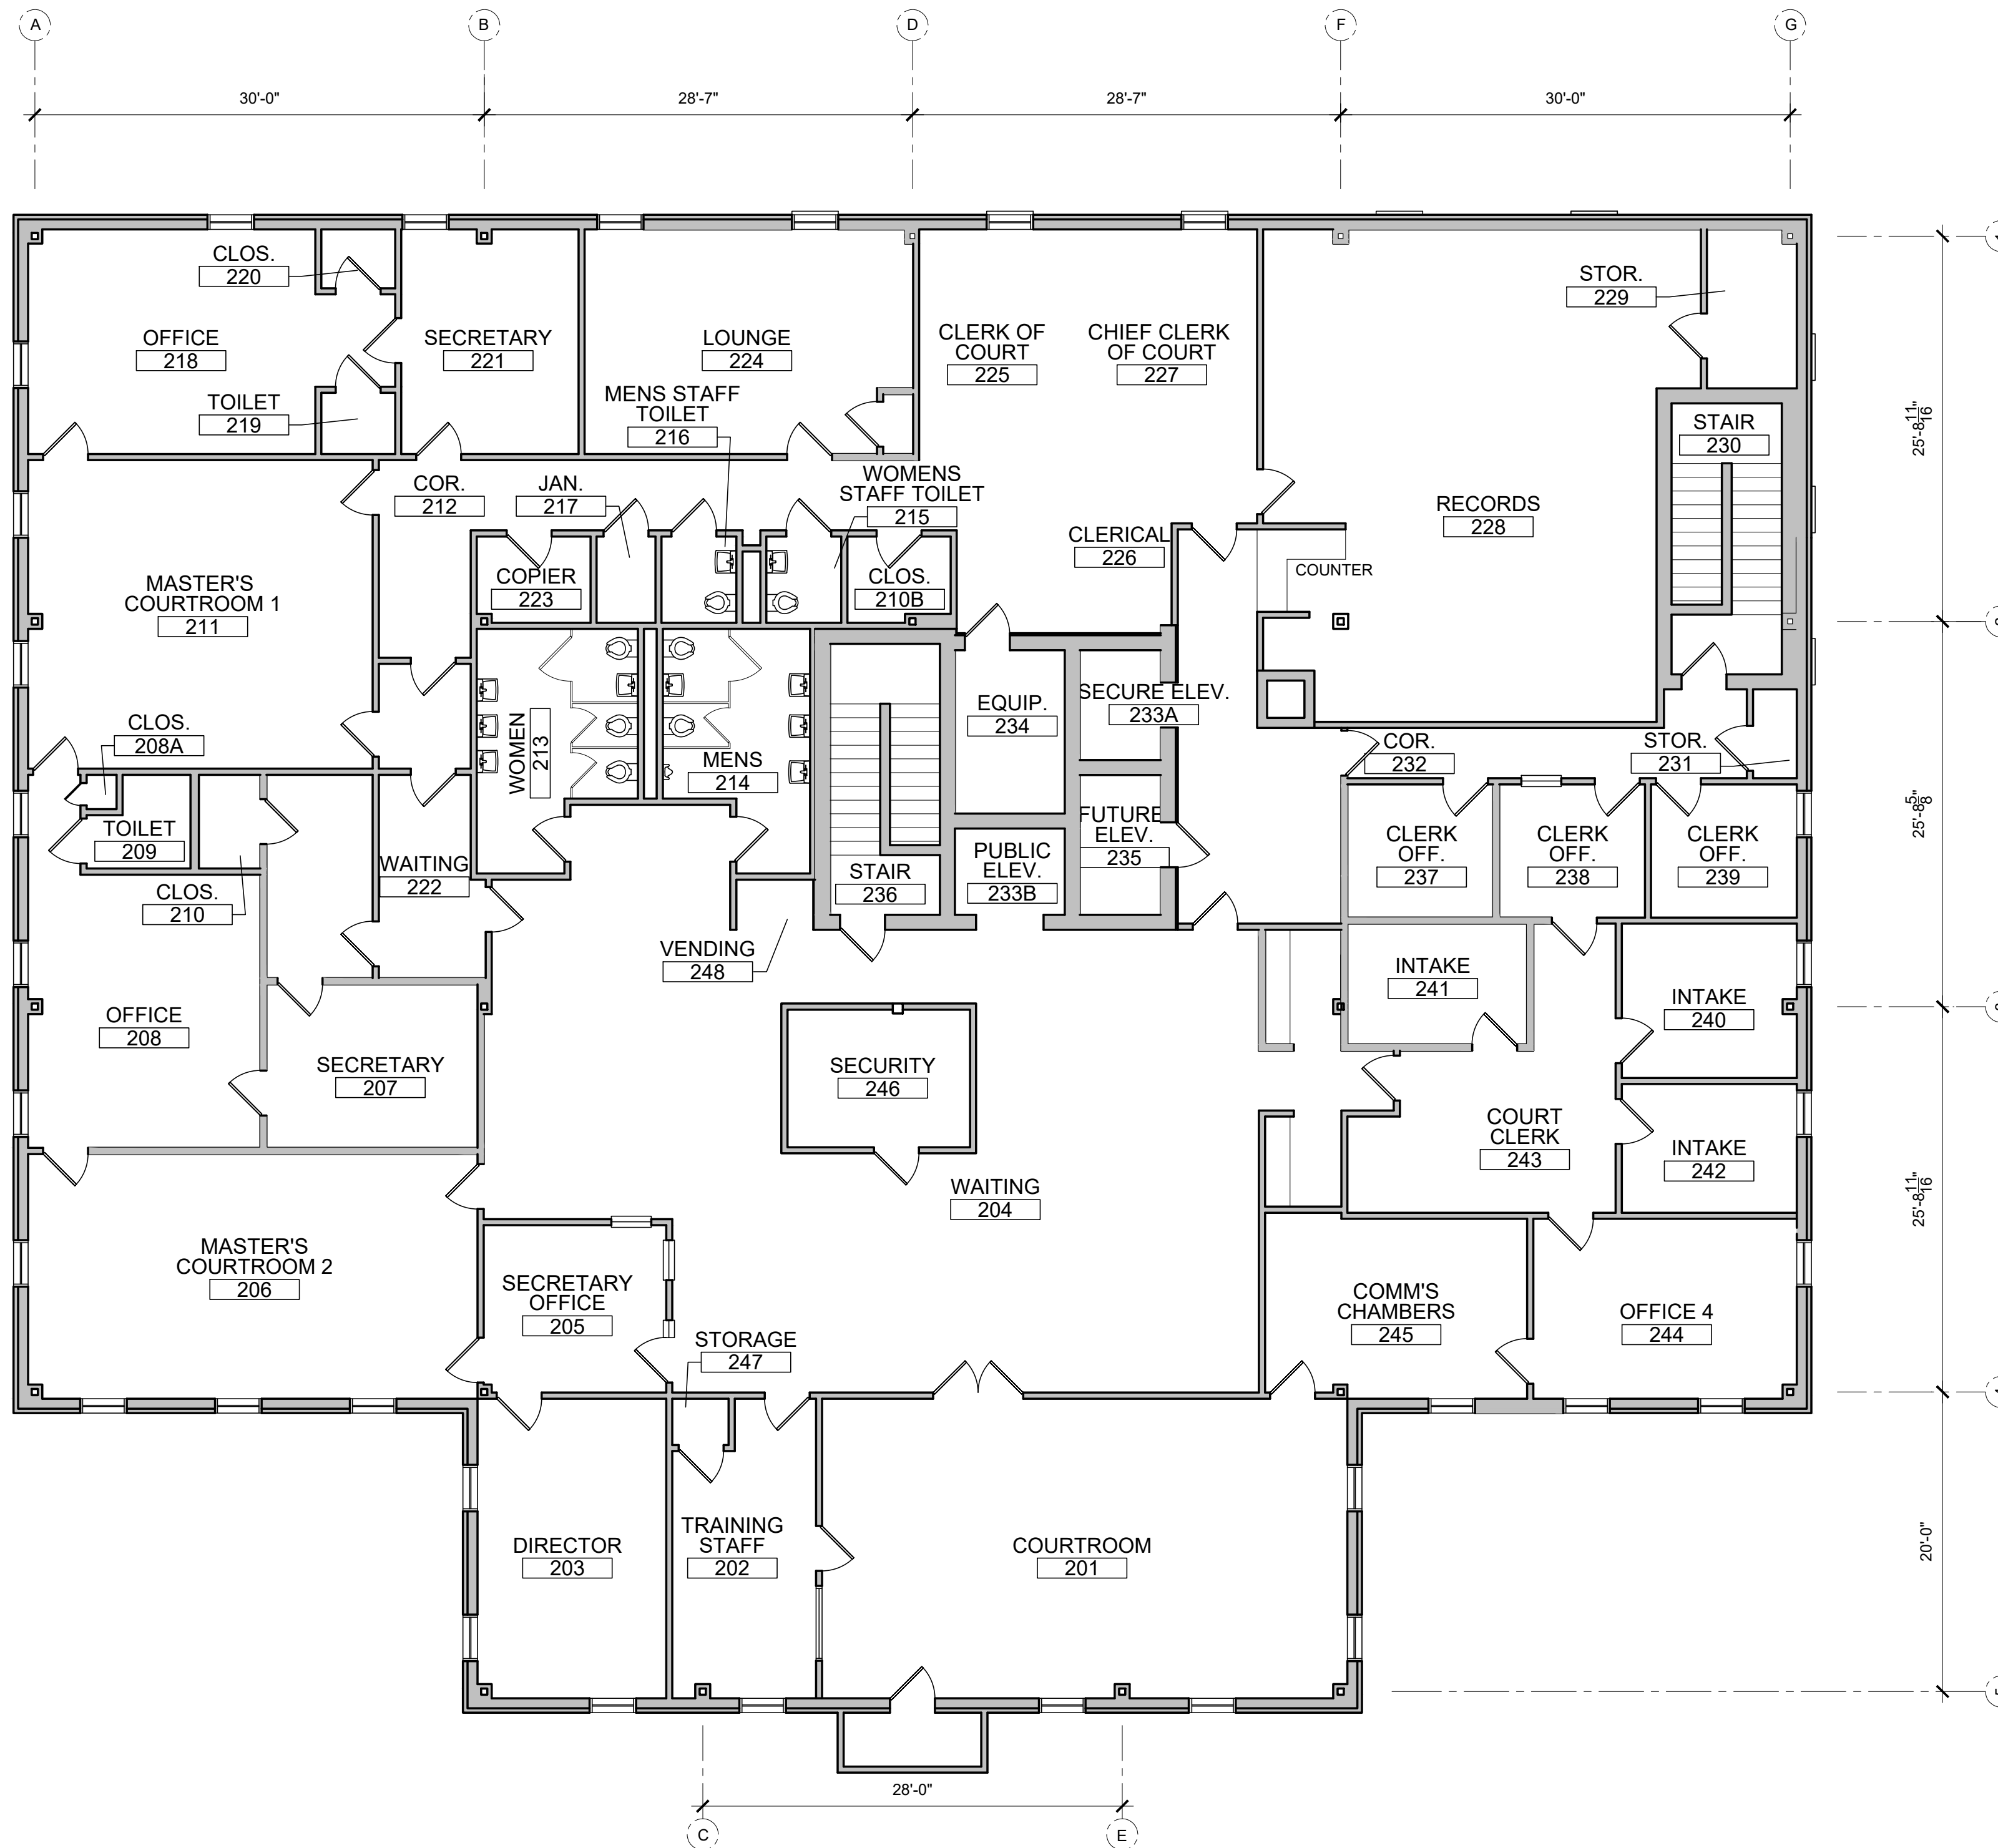 A
B
D
F
G
30'-0"
28'-7"
28'-7"
30'-0"
CLOS.
220
STOR.
229
OFFICE
218
SECRETARY
221
LOUNGE
224
CLERK OF
COURT
225
CHIEF CLERK
OF COURT
227
TOILET
219
MENS STAFF
TOILET
216
STAIR
230
25'-8 11/16"
COR.
212
JAN.
217
WOMENS
STAFF TOILET
215
RECORDS
228
CLERICAL
226
COUNTER
MASTER'S
COURTROOM 1
211
COPIER
223
CLOS.
210B
CLOS.
208A
WOMEN
213
MENS
214
EQUIP.
234
SECURE ELEV.
233A
COR.
232
STOR.
231
TOILET
209
CLOS.
210
WAITING
222
STAIR
236
PUBLIC
ELEV.
233B
FUTURE
ELEV.
235
CLERK
OFF.
237
CLERK
OFF.
238
CLERK
OFF.
239
25'-8 5/8"
VENDING
248
INTAKE
241
INTAKE
240
OFFICE
208
SECRETARY
207
SECURITY
246
COURT
CLERK
243
INTAKE
242
WAITING
204
25'-8 11/16"
MASTER'S
COURTROOM 2
206
SECRETARY
OFFICE
205
STORAGE
247
COMM'S
CHAMBERS
245
OFFICE 4
244
DIRECTOR
203
TRAINING
STAFF
202
COURTROOM
201
20'-0"
28'-0"
C
E